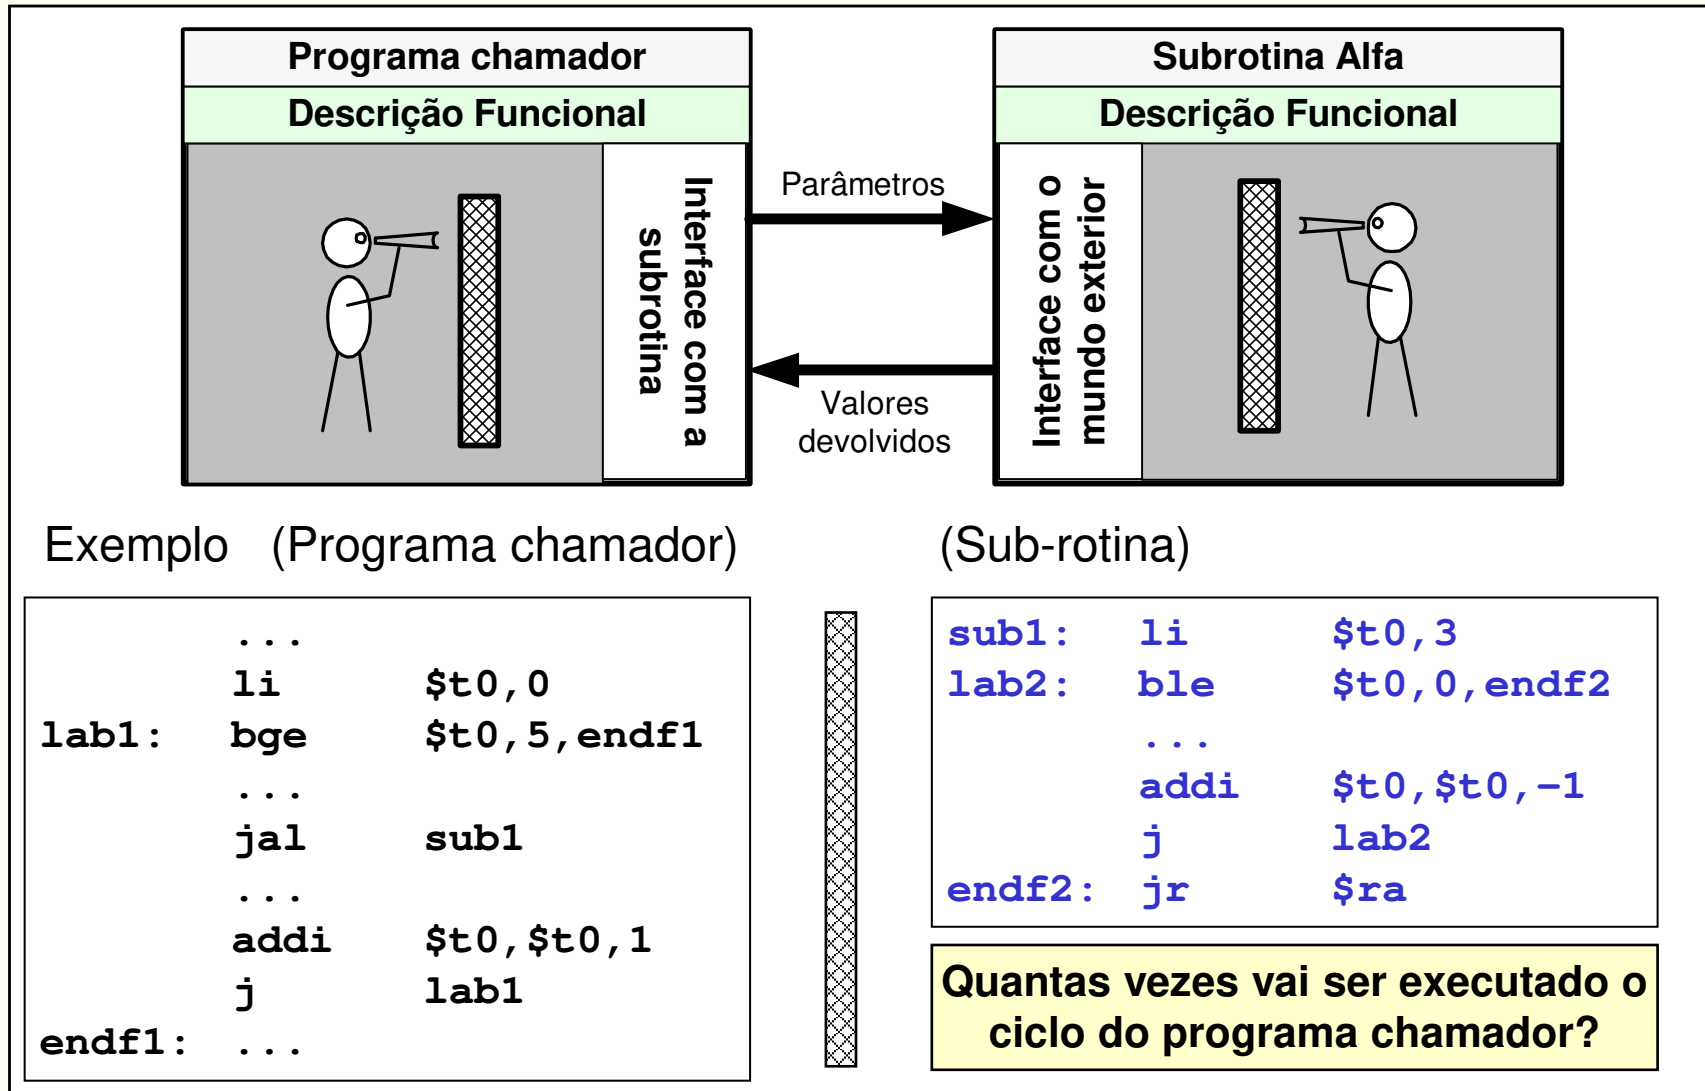 Programa chamador
Descrição Funcional
Interface com a
subrotina
Parâmetros
Valores
devolvidos
Subrotina Alfa
Descrição Funcional
Interface com o
mundo exterior
Exemplo (Programa chamador)
...
li $t0,0
lab1: bge $t0,5,endf1
...
jal sub1
...
addi $t0,$t0,1
j lab1
endf1: ...
(Sub-rotina)
sub1: li $t0,3
lab2: ble $t0,0,endf2
...
addi $t0,$t0,-1
j lab2
endf2: jr $ra
Quantas vezes vai ser executado o
ciclo do programa chamador?